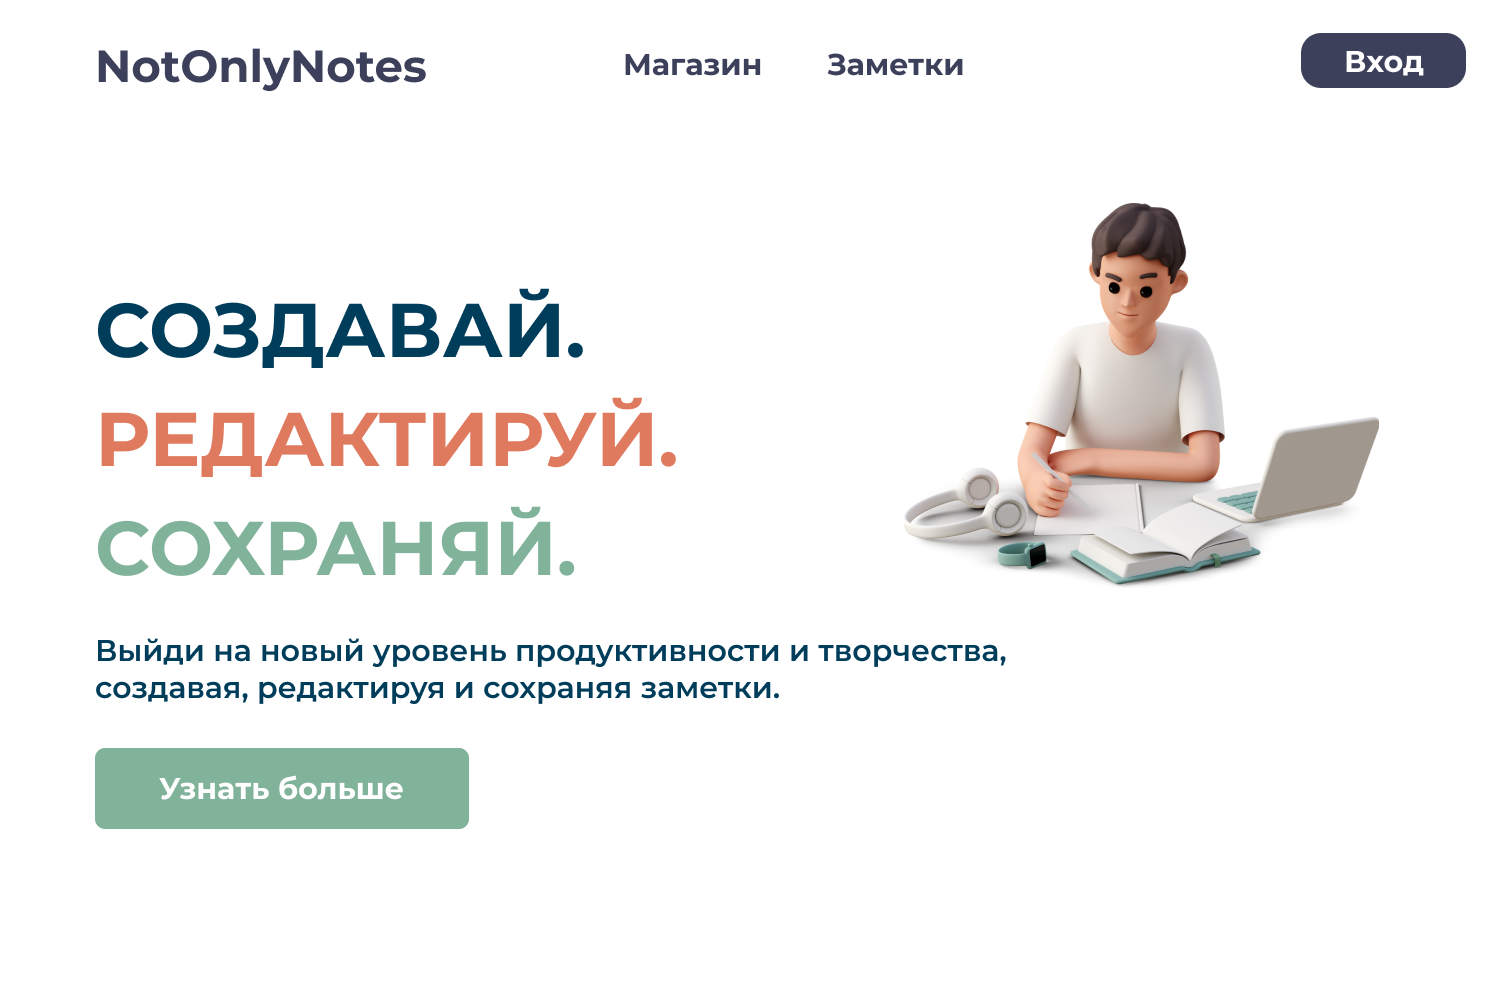 NotOnlyNotes
Магазин
Заметки
Вход
СОЗДАВАЙ.
РЕДАКТИРУЙ.
СОХРАНЯЙ.
Выйди на новый уровень продуктивности и творчества,
создавая, редактируя и сохраняя заметки.
Узнать больше